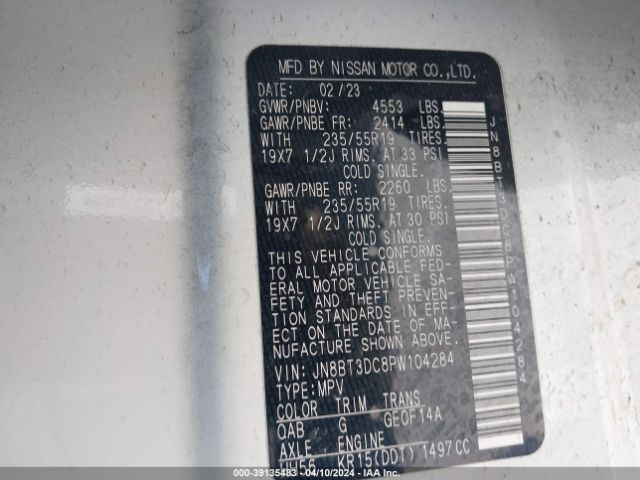 MFD BY NISSAN MOTOR CO.,LTD.
DATE: 02/23
GVWR/PNBV: 4553 LBS.
GAWR/PNBE FR: 2414 LBS.
WITH 235/55R19 TIRES.
19X7 1/2J RIMS. AT 33 PSI
COLD SINGLE.
GAWR/PNBE RR: 2260 LBS.
WITH 235/55R19 TIRES.
19X7 1/2J RIMS. AT 30 PSI
COLD SINGLE.
THIS VEHICLE CONFORMS
TO ALL APPLICABLE FED-
ERAL MOTOR VEHICLE SA-
FETY AND THEFT PREVEN-
TION STANDARDS IN EFF-
ECT ON THE DATE OF MA-
NUFACTURE SHOWN ABOVE.
VIN: JN8BT3DC8PW104284
TYPE:MPV
COLOR TRIM TRANS
QAB G GE0F14A
AXLE ENGINE
UH56 KR15(DDT) 1497CC
JN8BT3DC8PW104284
000-39135483 - 04/10/2024 - IAAI.COM